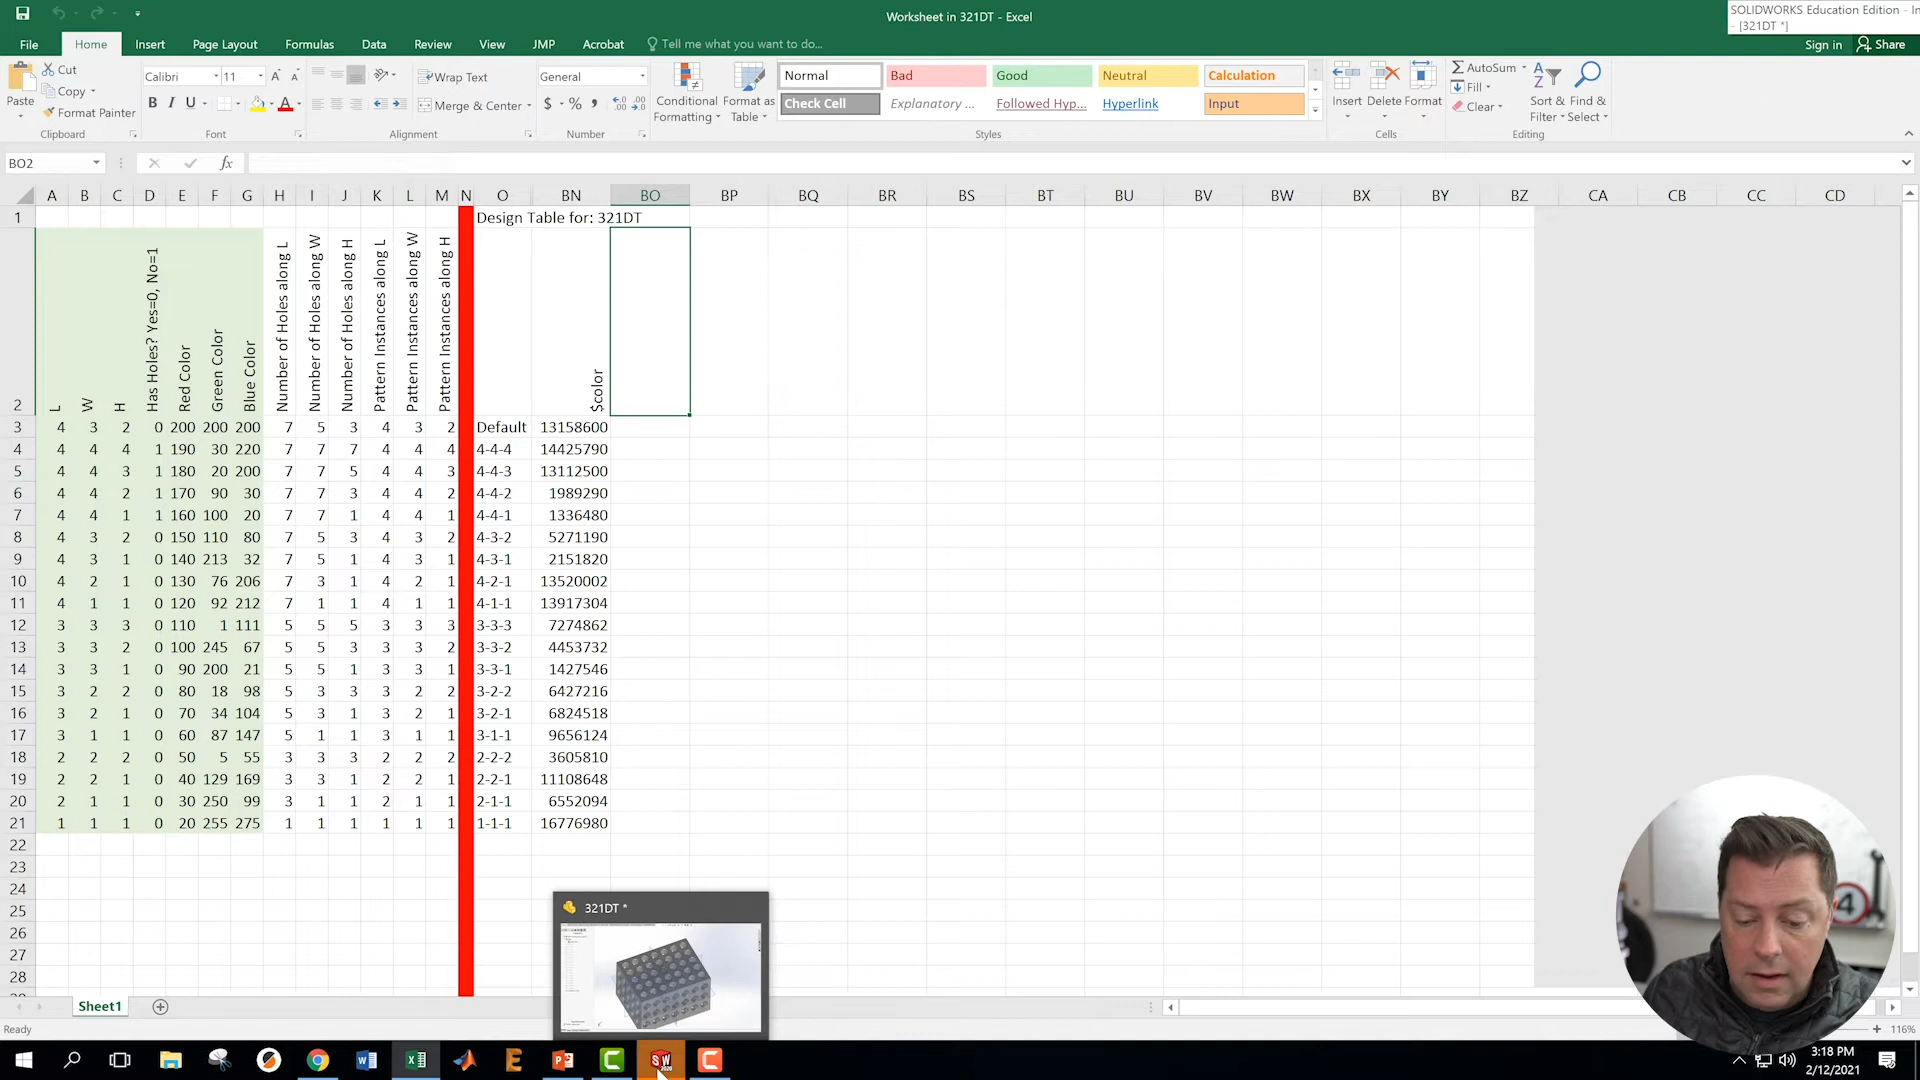 Worksheet in 321DT - Excel
SOLIDWORKS Education Edition - In
- [321DT *]
File Home Insert Page Layout Formulas Data Review View JMP Acrobat Tell me what you want to do... Sign in Share
Paste
Cut
Copy
Format Painter
Clipboard
Calibri 11
B I U
Font
Wrap Text
Merge & Center
Alignment
General
$ % ,
Number
Conditional Formatting
Format as Table
Normal Bad Good Neutral Calculation
Check Cell Explanatory ... Followed Hyp... Hyperlink Input
Styles
Insert Delete Format
Cells
AutoSum
Fill
Clear
Sort & Filter
Find & Select
Editing
BO2 fx
A B C D E F G H I J K L M N O BN BO BP BQ BR BS BT BU BV BW BX BY BZ CA CB CC CD
1 Design Table for: 321DT
2 L W H Has Holes? Yes=0, No=1 Red Color Green Color Blue Color Number of Holes along L Number of Holes along W Number of Holes along H Pattern Instances along L Pattern Instances along W Pattern Instances along H $color
3 4 3 2 0 200 200 200 7 5 3 4 3 2 Default 13158600
4 4 4 4 1 190 30 220 7 7 7 4 4 4 4-4-4 14425790
5 4 4 3 1 180 20 200 7 7 5 4 4 3 4-4-3 13112500
6 4 4 2 1 170 90 30 7 7 3 4 4 2 4-4-2 1989290
7 4 4 1 1 160 100 20 7 7 1 4 4 1 4-4-1 1336480
8 4 3 2 0 150 110 80 7 5 3 4 3 2 4-3-2 5271190
9 4 3 1 0 140 213 32 7 5 1 4 3 1 4-3-1 2151820
10 4 2 1 0 130 76 206 7 3 1 4 2 1 4-2-1 13520002
11 4 1 1 0 120 92 212 7 1 1 4 1 1 4-1-1 13917304
12 3 3 3 0 110 1 111 5 5 5 3 3 3 3-3-3 7274862
13 3 3 2 0 100 245 67 5 5 3 3 3 2 3-3-2 4453732
14 3 3 1 0 90 200 21 5 5 1 3 3 1 3-3-1 1427546
15 3 2 2 0 80 18 98 5 3 3 3 2 2 3-2-2 6427216
16 3 2 1 0 70 34 104 5 3 1 3 2 1 3-2-1 6824518
17 3 1 1 0 60 87 147 5 1 1 3 1 1 3-1-1 9656124
18 2 2 2 0 50 5 55 3 3 3 2 2 2 2-2-2 3605810
19 2 2 1 0 40 129 169 3 3 1 2 2 1 2-2-1 11108648
20 2 1 1 0 30 250 99 3 1 1 2 1 1 2-1-1 6552094
21 1 1 1 0 20 255 275 1 1 1 1 1 1 1-1-1 16776980
22
23
24
25
26
27
28
321DT *
4
Sheet1
Ready
116%
SW 2020
3:18 PM
2/12/2021